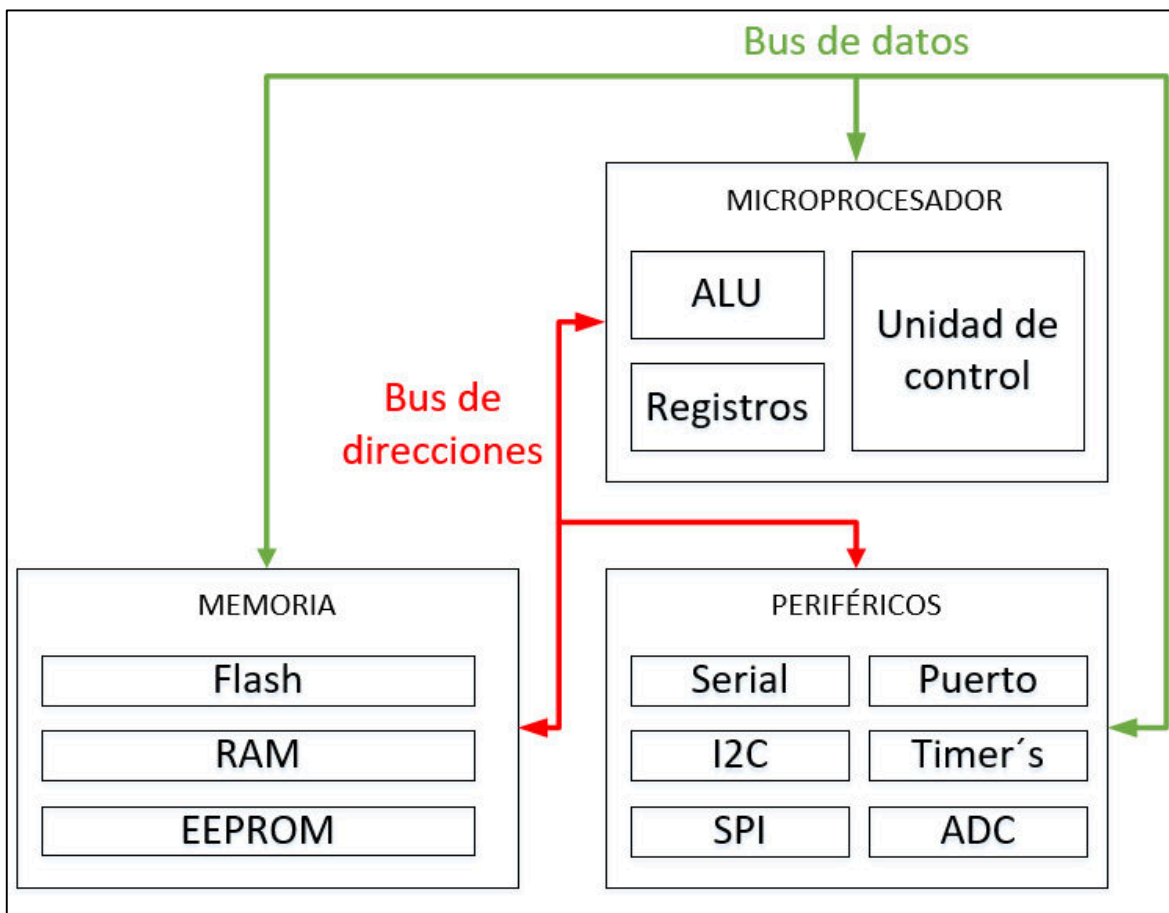 Bus de datos
MICROPROCESADOR
ALU
Registros
Unidad de
control
Bus de
direcciones
MEMORIA
Flash
RAM
EEPROM
PERIFÉRICOS
Serial
Puerto
I2C
Timer´s
SPI
ADC